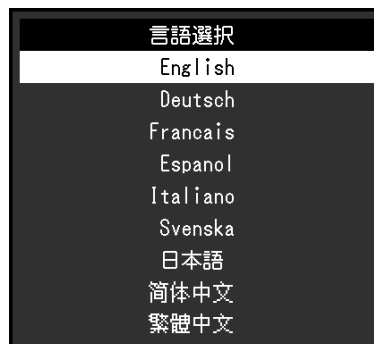 言語選択
English
Deutsch
Francais
Espanol
Italiano
Svenska
日本語
简体中文
繁體中文